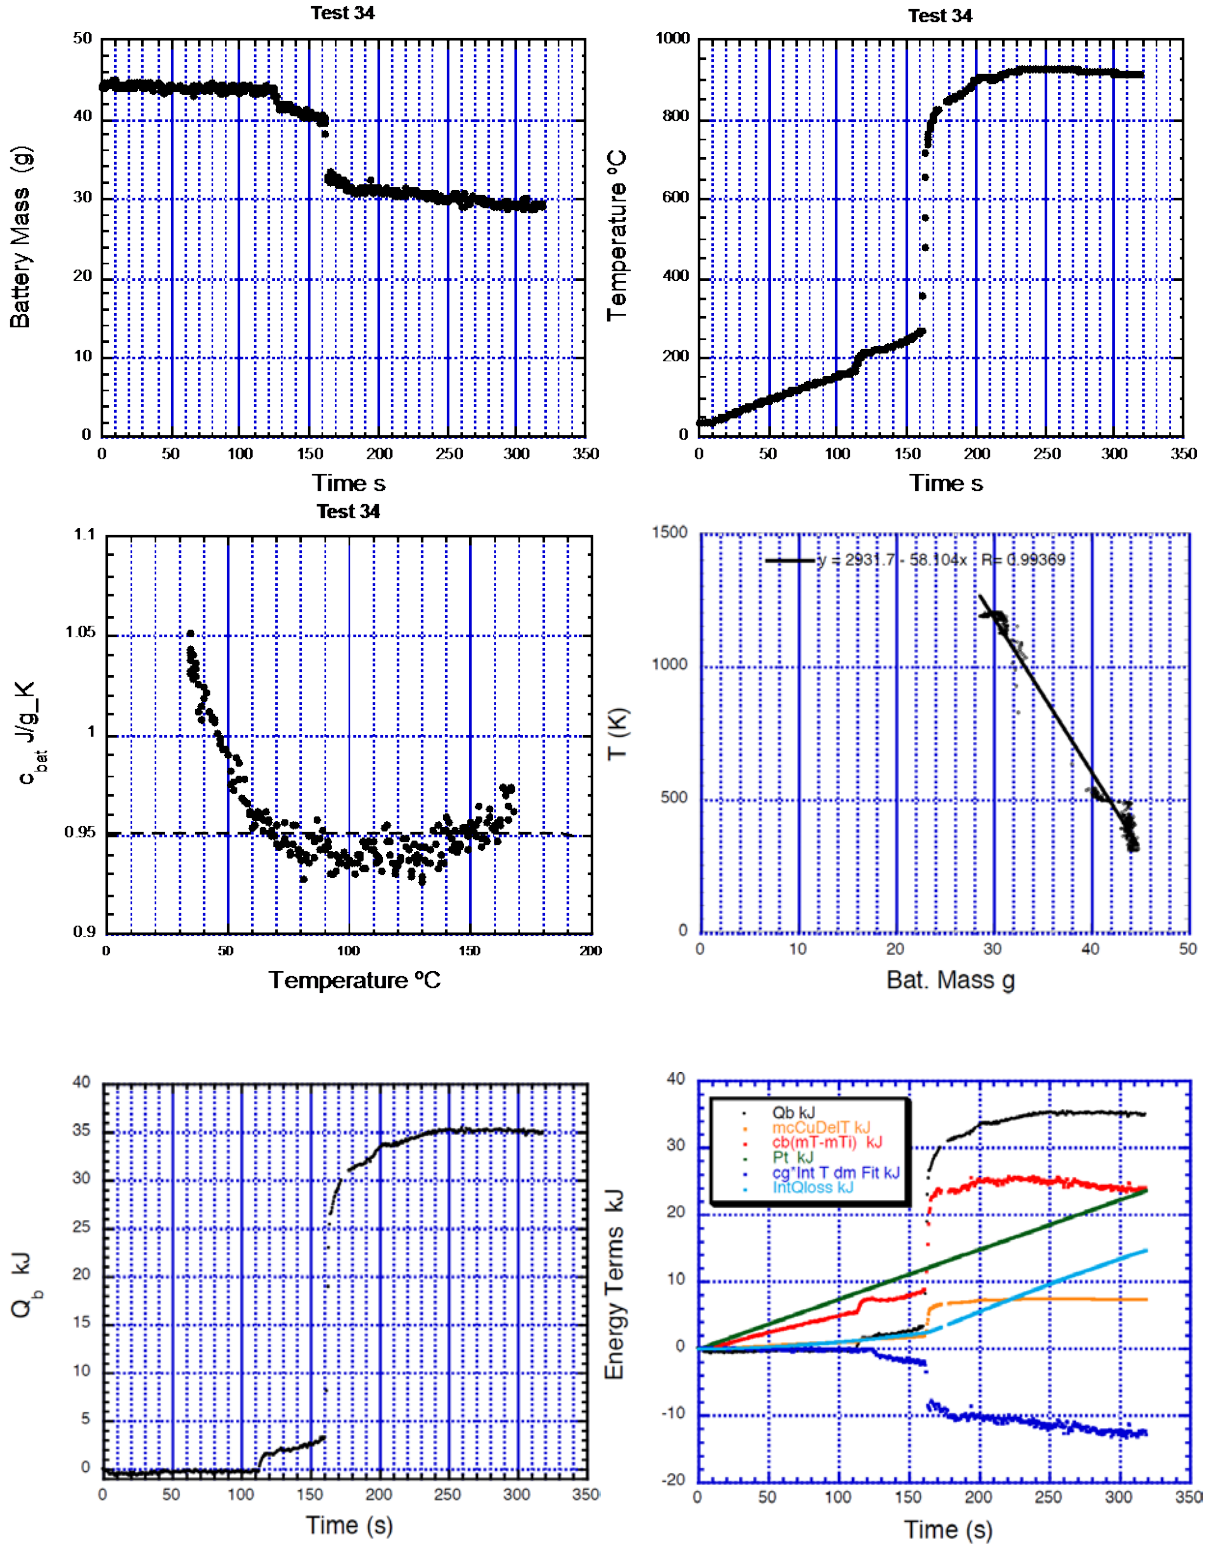 Test 34
50
40
30
20
10
0
0 50 100 150 200 250 300 350
Battery Mass (g)
Time s
Test 34
1000
800
600
400
200
0
0 50 100 150 200 250 300 350
Temperature ºC
Time s
Test 34
1.1
1.05
1
0.95
0.9
0 50 100 150 200
c_bat J/g_K
Temperature ºC
y = 2931.7 - 58.104x R= 0.99369
1500
1000
500
0
0 10 20 30 40 50
T (K)
Bat. Mass g
40
35
30
25
20
15
10
5
0
0 50 100 150 200 250 300 350
Q_b kJ
Time (s)
40
30
20
10
0
-10
-20
0 50 100 150 200 250 300 350
Energy Terms kJ
Time (s)
Qb kJ
mcCuDelT kJ
cb(mT-mTi) kJ
Pt kJ
cg*Int T dm Fit kJ
IntQloss kJ